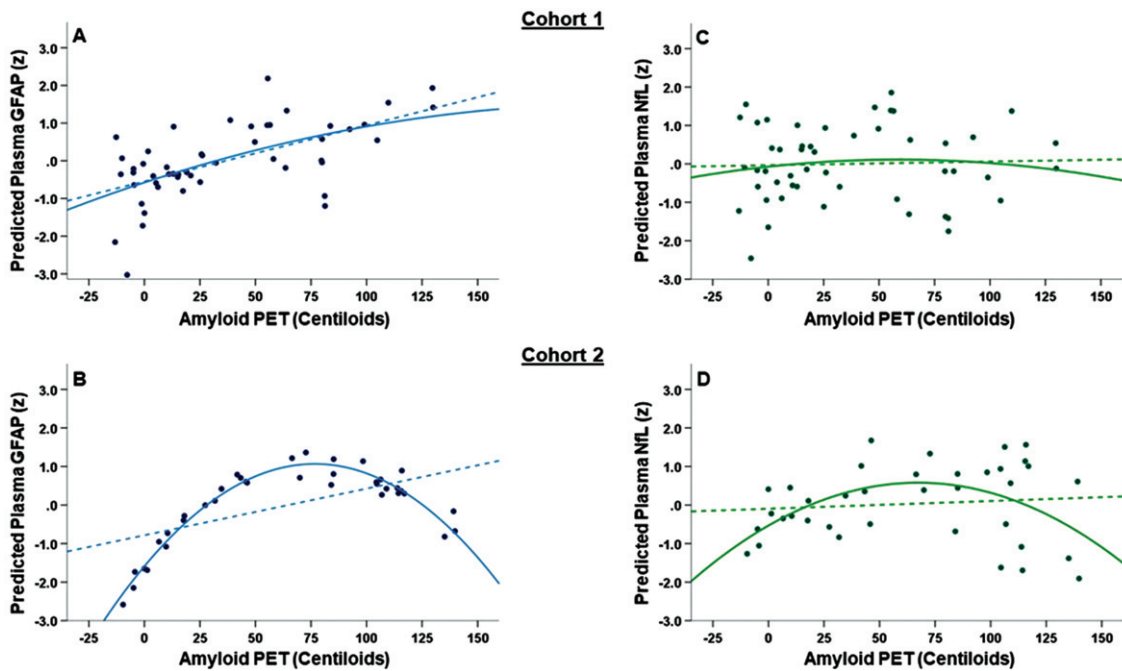 Cohort 1
A
Predicted Plasma GFAP (z)
3.0
2.0
1.0
.0
-1.0
-2.0
-3.0
-25 0 25 50 75 100 125 150
Amyloid PET (Centiloids)
C
Predicted Plasma NfL (z)
3.0
2.0
1.0
.0
-1.0
-2.0
-3.0
-25 0 25 50 75 100 125 150
Amyloid PET (Centiloids)
Cohort 2
B
Predicted Plasma GFAP (z)
3.0
2.0
1.0
.0
-1.0
-2.0
-3.0
-25 0 25 50 75 100 125 150
Amyloid PET (Centiloids)
D
Predicted Plasma NfL (z)
3.0
2.0
1.0
.0
-1.0
-2.0
-3.0
-25 0 25 50 75 100 125 150
Amyloid PET (Centiloids)